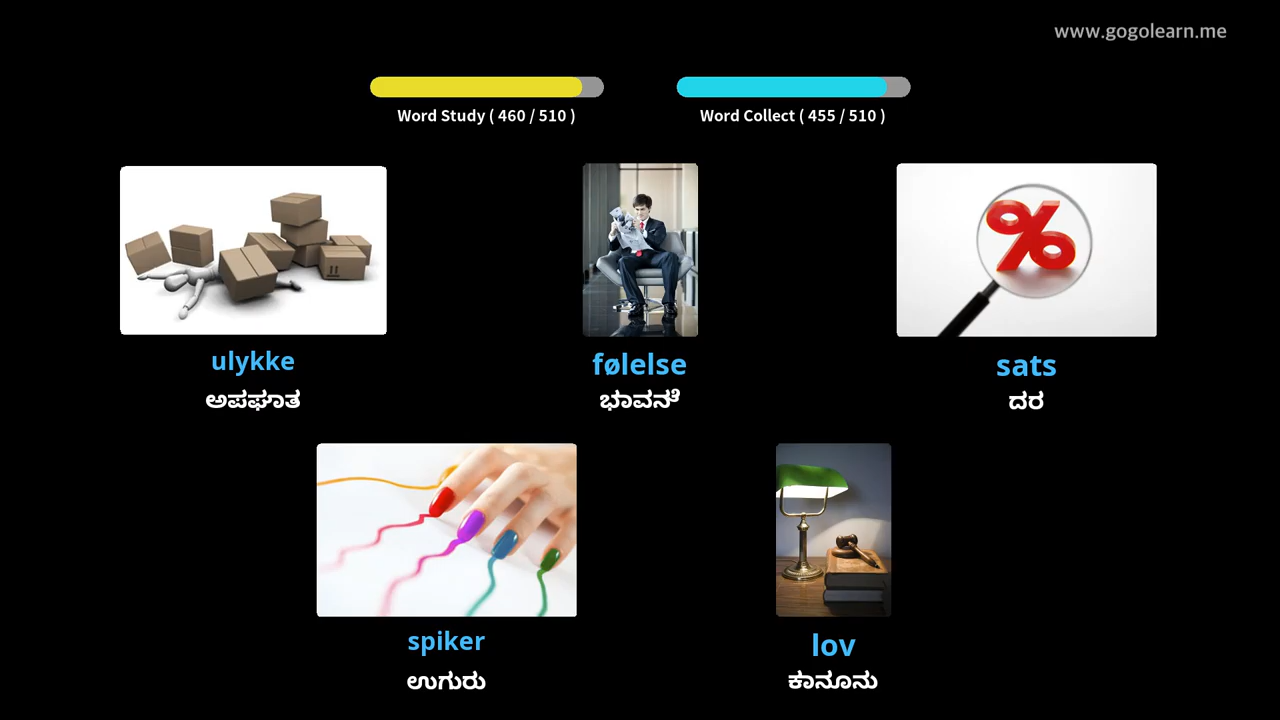 www.gogolearn.me
Word Study ( 460 / 510 )
Word Collect ( 455 / 510 )
ulykke
følelse
sats
ಅಪಘಾತ
ಭಾವನೆ
ದರ
spiker
lov
ಉಗುರು
ಕಾನೂನು